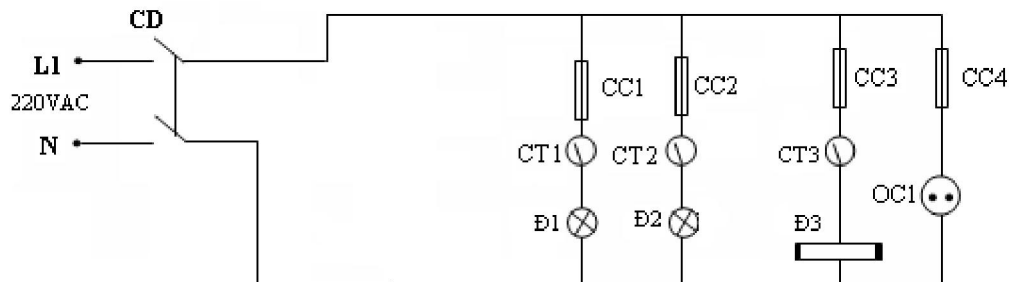 CD
L1
220VAC
N
CC1
CC2
CC3
CC4
CT1
CT2
CT3
OC1
Đ1
Đ2
Đ3